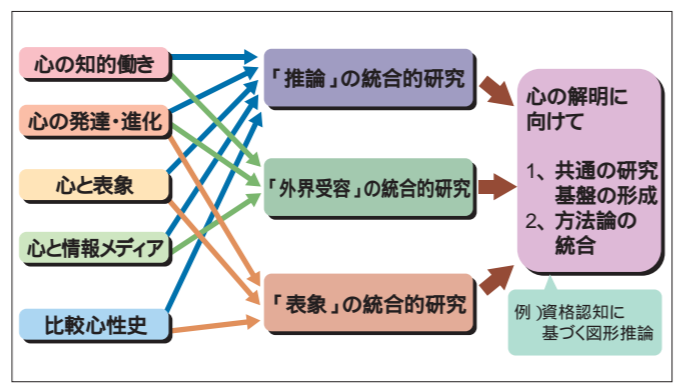 心の知的働き
心の発達・進化
心と表象
心と情報メディア
比較心性史
「推論」の統合的研究
「外界受容」の統合的研究
「表象」の統合的研究
心の解明に
向けて
1、共通の研究
基盤の形成
2、方法論の
統合
例)資格認知に
基づく図形推論